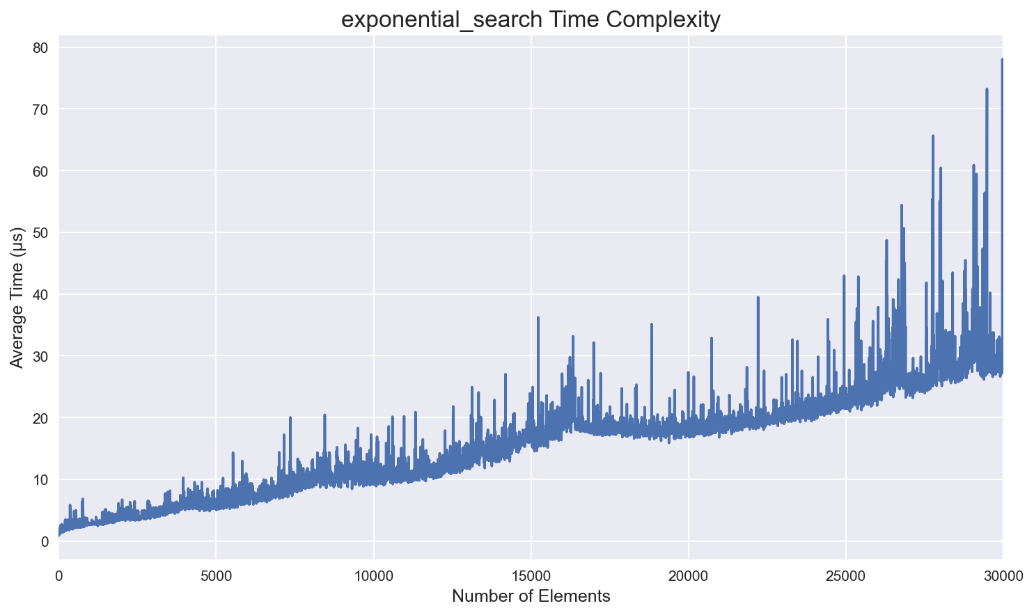 exponential_search Time Complexity
80
70
60
50
40
30
20
10
0
Average Time (µs)
0 5000 10000 15000 20000 25000 30000
Number of Elements